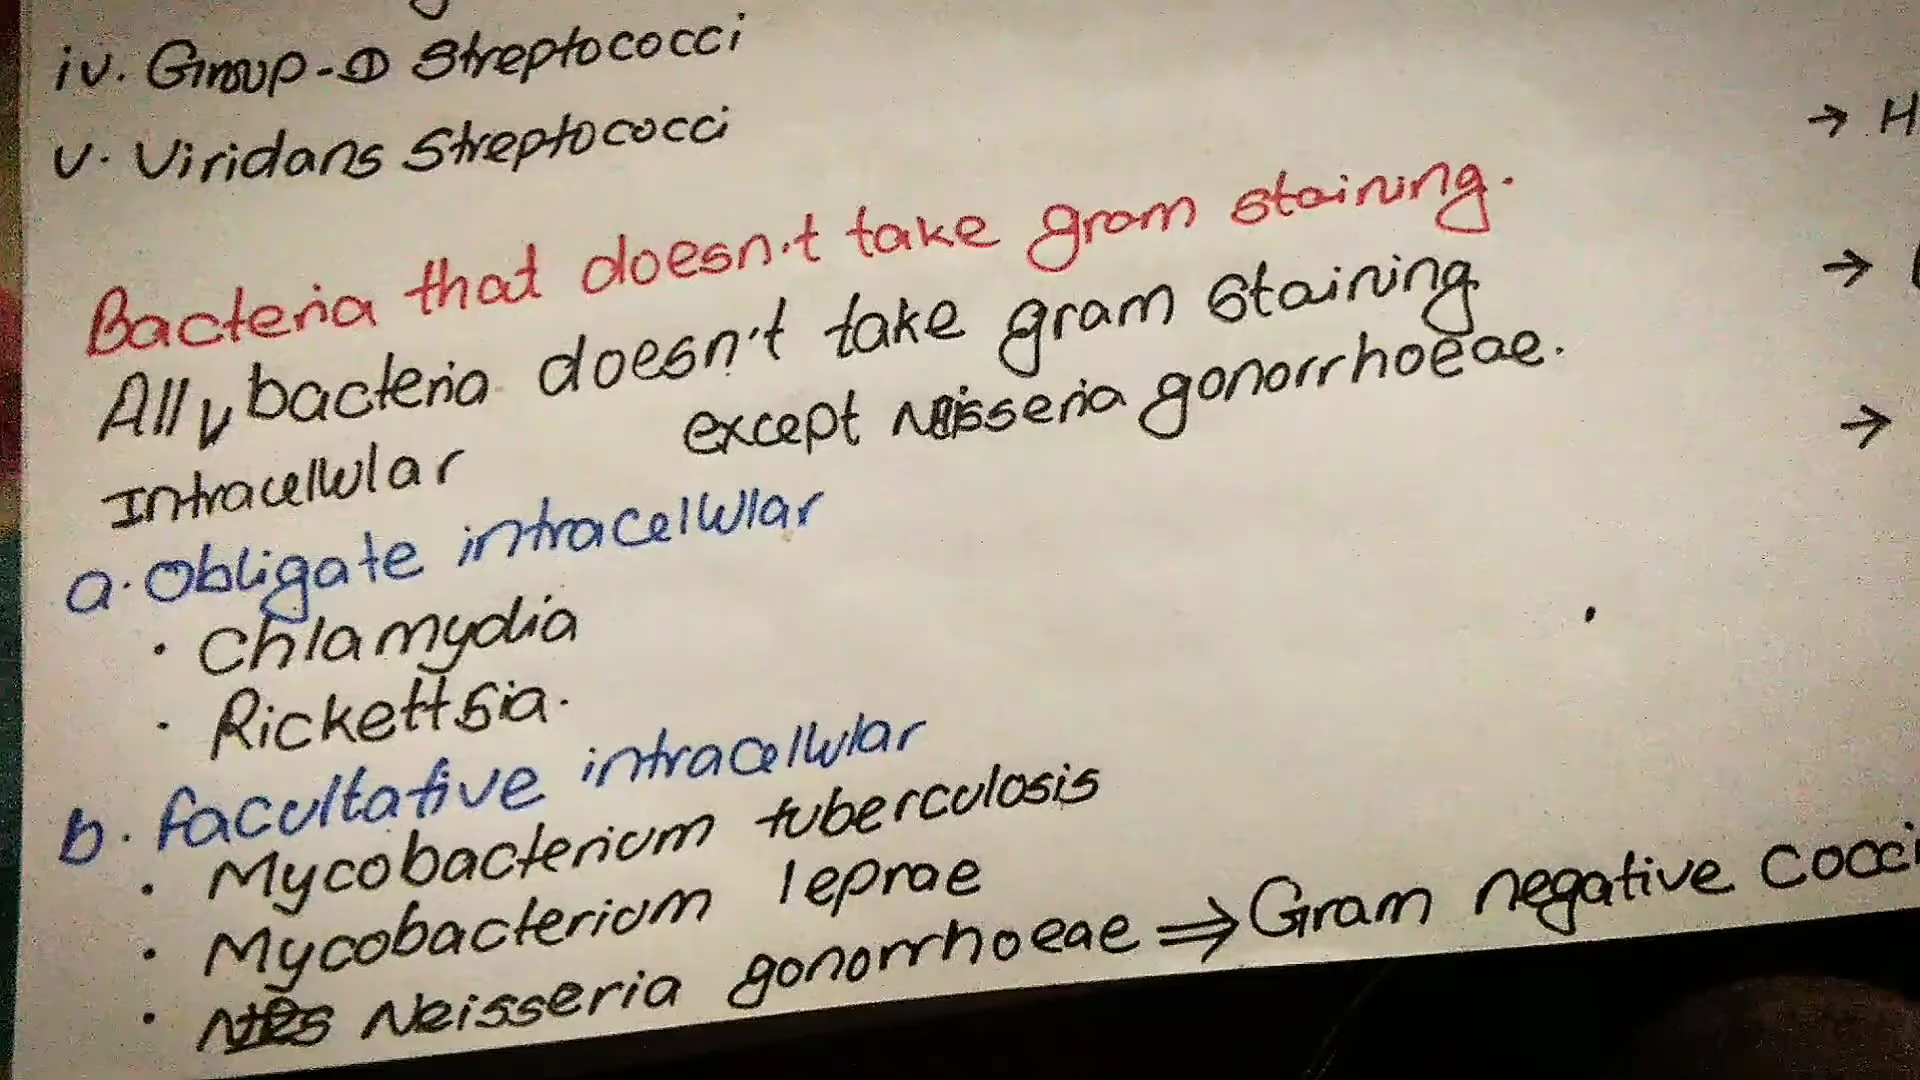 iv. Group-D Streptococci
v. Viridans Streptococci
→ H
Bacteria that doesn't take gram staining.
→
All bacteria doesn't take gram staining
Intracellular except Neisseria gonorrhoeae.
→
a. Obligate intracellular
• Chlamydia
• Rickettsia.
b. facultative intracellular
• Mycobacterium tuberculosis
• Mycobacterium leprae
• Neisseria gonorrhoeae ⇒ Gram negative cocci